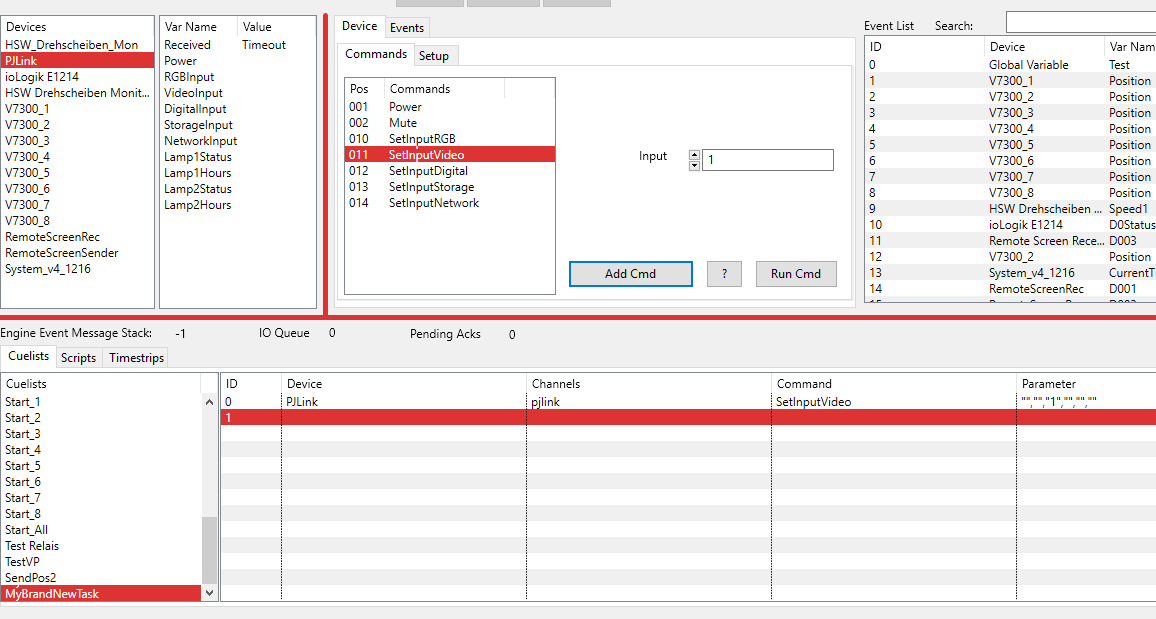 Devices
HSW_Drehscheiben_Mon
PJLink
ioLogik E1214
HSW Drehscheiben Monit...
V7300_1
V7300_2
V7300_3
V7300_4
V7300_5
V7300_6
V7300_7
V7300_8
RemoteScreenRec
RemoteScreenSender
System_v4_1216
Var Name Value
Received Timeout
Power
RGBInput
VideoInput
DigitalInput
StorageInput
NetworkInput
Lamp1Status
Lamp1Hours
Lamp2Status
Lamp2Hours
Device Events
Commands Setup
Pos Commands
001 Power
002 Mute
010 SetInputRGB
011 SetInputVideo
012 SetInputDigital
013 SetInputStorage
014 SetInputNetwork
Input 1
Add Cmd ? Run Cmd
Event List Search:
ID Device Var Nam
0 Global Variable Test
1 V7300_1 Position
2 V7300_2 Position
3 V7300_3 Position
4 V7300_4 Position
5 V7300_5 Position
6 V7300_6 Position
7 V7300_7 Position
8 V7300_8 Position
9 HSW Drehscheiben ... Speed1
10 ioLogik E1214 D0Status
11 Remote Screen Rece... D003
12 V7300_2 Position
13 System_v4_1216 CurrentT
14 RemoteScreenRec D001
Engine Event Message Stack: -1 IO Queue 0 Pending Acks 0
Cuelists Scripts Timestrips
Cuelists
Start_1
Start_2
Start_3
Start_4
Start_5
Start_6
Start_7
Start_8
Start_All
Test Relais
TestVP
SendPos2
MyBrandNewTask
ID Device Channels Command Parameter
0 PJLink pjlink SetInputVideo "","","1","","",""
1